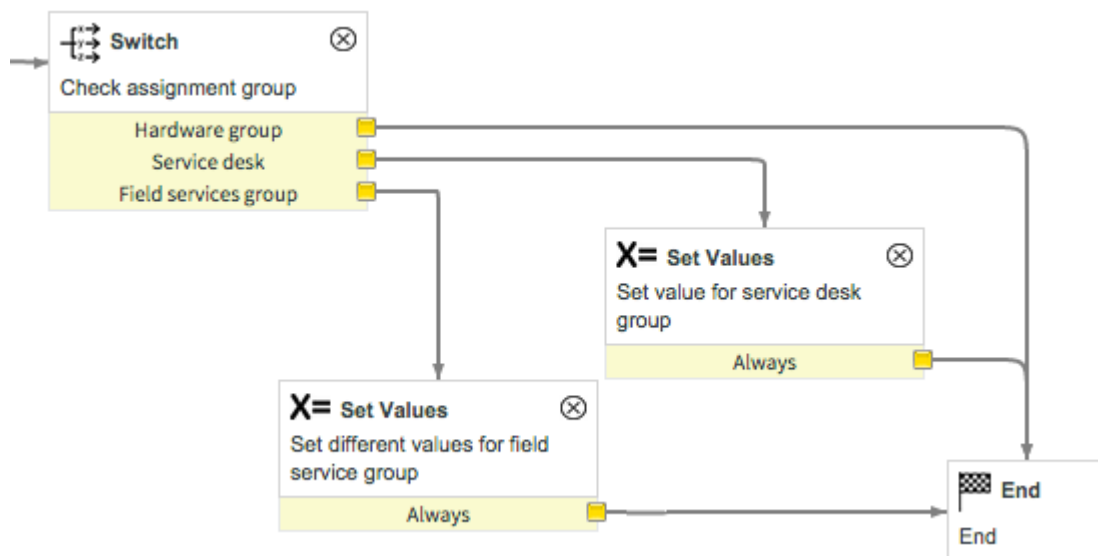 Switch
Check assignment group
Hardware group
Service desk
Field services group
X= Set Values
Set value for service desk
group
Always
X= Set Values
Set different values for field
service group
Always
End
End